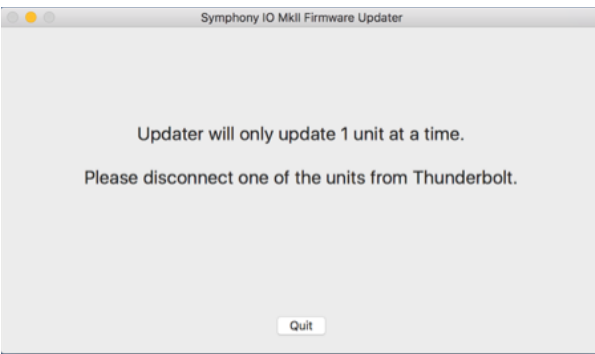 Symphony IO MkII Firmware Updater
Updater will only update 1 unit at a time.
Please disconnect one of the units from Thunderbolt.
Quit